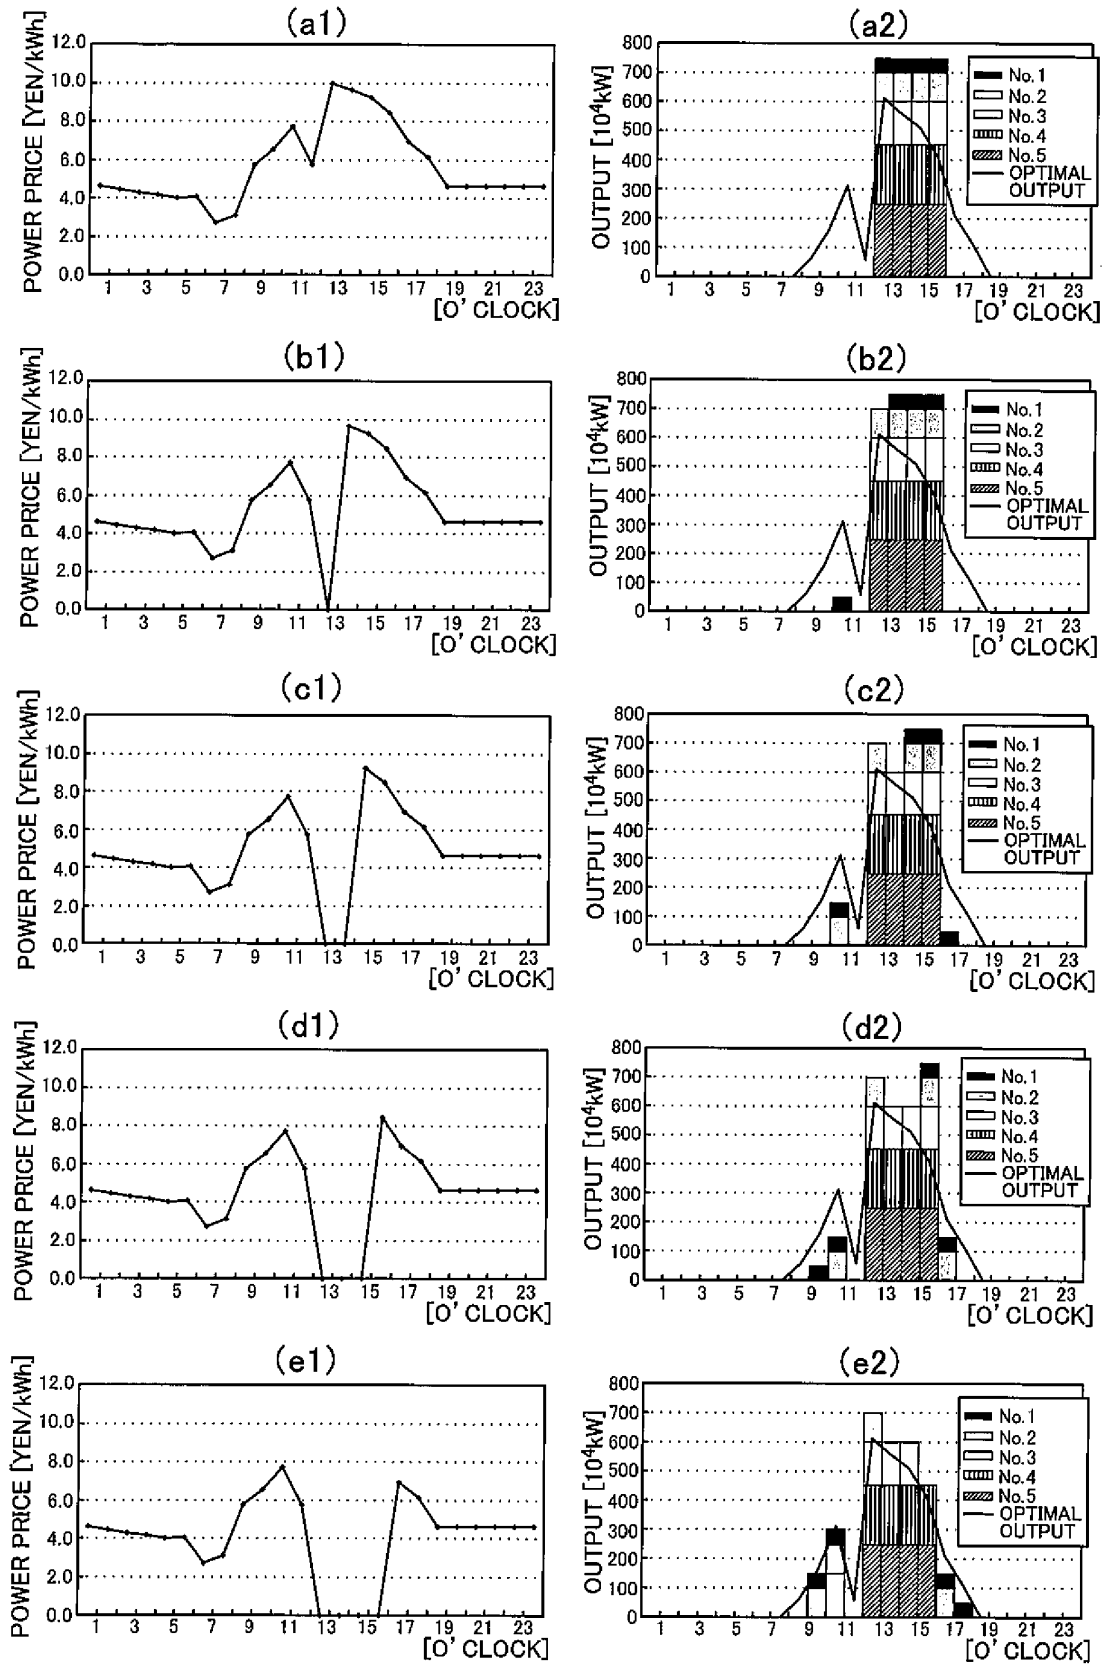 (a1)
POWER PRICE [YEN/kWh]
12.0
10.0
8.0
6.0
4.0
2.0
0.0
1 3 5 7 9 11 13 15 17 19 21 23
[O' CLOCK]
(a2)
OUTPUT [10⁴kW]
800
700
600
500
400
300
200
100
0
1 3 5 7 9 11 13 15 17 19 21 23
[O' CLOCK]
No.1
No.2
No.3
No.4
No.5
OPTIMAL
OUTPUT
(b1)
POWER PRICE [YEN/kWh]
12.0
10.0
8.0
6.0
4.0
2.0
0.0
1 3 5 7 9 11 13 15 17 19 21 23
[O' CLOCK]
(b2)
OUTPUT [10⁴kW]
800
700
600
500
400
300
200
100
0
1 3 5 7 9 11 13 15 17 19 21 23
[O' CLOCK]
No.1
No.2
No.3
No.4
No.5
OPTIMAL
OUTPUT
(c1)
POWER PRICE [YEN/kWh]
12.0
10.0
8.0
6.0
4.0
2.0
0.0
1 3 5 7 9 11 13 15 17 19 21 23
[O' CLOCK]
(c2)
OUTPUT [10⁴kW]
800
700
600
500
400
300
200
100
0
1 3 5 7 9 11 13 15 17 19 21 23
[O' CLOCK]
No.1
No.2
No.3
No.4
No.5
OPTIMAL
OUTPUT
(d1)
POWER PRICE [YEN/kWh]
12.0
10.0
8.0
6.0
4.0
2.0
0.0
1 3 5 7 9 11 13 15 17 19 21 23
[O' CLOCK]
(d2)
OUTPUT [10⁴kW]
800
700
600
500
400
300
200
100
0
1 3 5 7 9 11 13 15 17 19 21 23
[O' CLOCK]
No.1
No.2
No.3
No.4
No.5
OPTIMAL
OUTPUT
(e1)
POWER PRICE [YEN/kWh]
12.0
10.0
8.0
6.0
4.0
2.0
0.0
1 3 5 7 9 11 13 15 17 19 21 23
[O' CLOCK]
(e2)
OUTPUT [10⁴kW]
800
700
600
500
400
300
200
100
0
1 3 5 7 9 11 13 15 17 19 21 23
[O' CLOCK]
No.1
No.2
No.3
No.4
No.5
OPTIMAL
OUTPUT